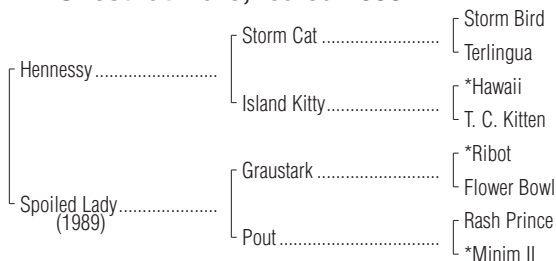 Storm Bird
Storm Cat
Terlingua
Hennessy
*Hawaii
Island Kitty
T. C. Kitten
*Ribot
Graustark
Flower Bowl
Spoiled Lady
(1989)
Rash Prince
Pout
*Minim II